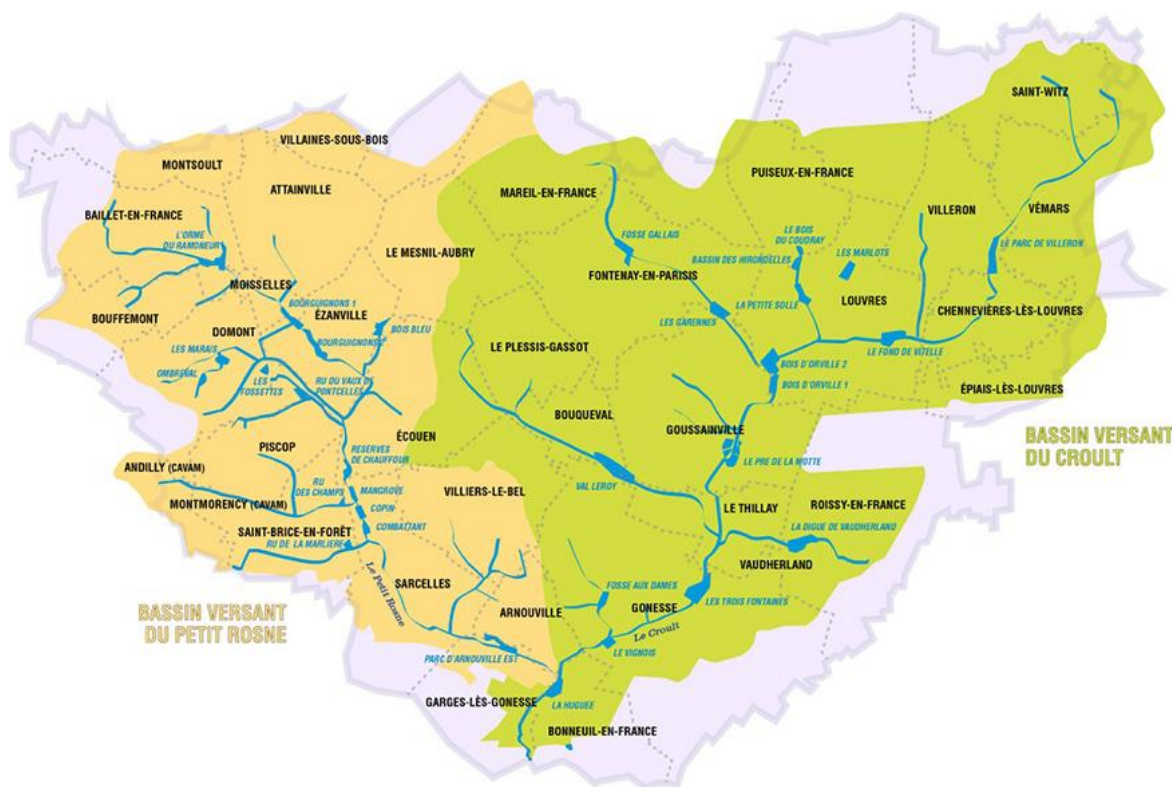 SAINT-WITZ
VILLAINES-SOUS-BOIS
MONTSOULT
PUISEUX-EN-FRANCE
ATTAINVILLE
MAREIL-EN-FRANCE
VILLERON
VÉMARS
BAILLET-EN-FRANCE
L'ORME
DU RAMONEUR
LE MESNIL-AUBRY
FOSSE GALLAIS
LE BOIS
DU COUDRAY
LE PARC DE VILLERON
BASSIN DES HIRONDELLES
LES MARLOTS
FONTENAY-EN-PARISIS
MOISSELLES
BOURGUIGNONS 1
LA PETITE SOLLE
LOUVRES
CHENNEVIÈRES-LÈS-LOUVRES
BOUFFEMONT
ÉZANVILLE
LES GARENNES
DOMONT
BOIS BLEU
BOURGUIGNONS 2
LES MARAIS
LE PLESSIS-GASSOT
LE FOND DE VITELLE
BOIS D'ORVILLE 2
OMBREVAL
LES
FOSSETTES
RU DU VAUX DE
PONTCELLES
BOIS D'ORVILLE 1
ÉPIAIS-LÈS-LOUVRES
BOUQUEVAL
GOUSSAINVILLE
ÉCOUEN
BASSIN VERSANT
DU CROULT
PISCOP
RESERVES
DE CHAUFFOUR
LE PRE DE LA MOTTE
ANDILLY (CAVAM)
VAL LEROY
RU
DES CHAMPS
MANGROVE
VILLIERS-LE-BEL
MONTMORENCY (CAVAM)
COPIN
LE THILLAY
ROISSY-EN-FRANCE
COMBATTANT
LA DIGUE DE VAUDHERLAND
SAINT-BRICE-EN-FORÊT
RU DE LA MARLIERE
VAUDHERLAND
Le Petit Rosne
SARCELLES
FOSSE AUX DAMES
LES TROIS FONTAINES
BASSIN VERSANT
DU PETIT ROSNE
ARNOUVILLE
GONESSE
Le Croult
LE VIGNOIS
PARC D'ARNOUVILLE EST
GARGES-LÈS-GONESSE
LA HUGUEE
BONNEUIL-EN-FRANCE